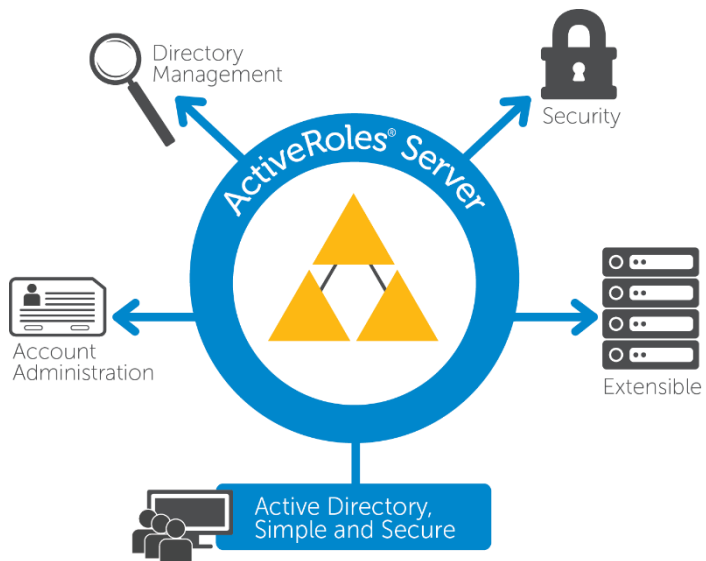 Directory
Management
Security
ActiveRoles® Server
Account
Administration
Extensible
Active Directory,
Simple and Secure